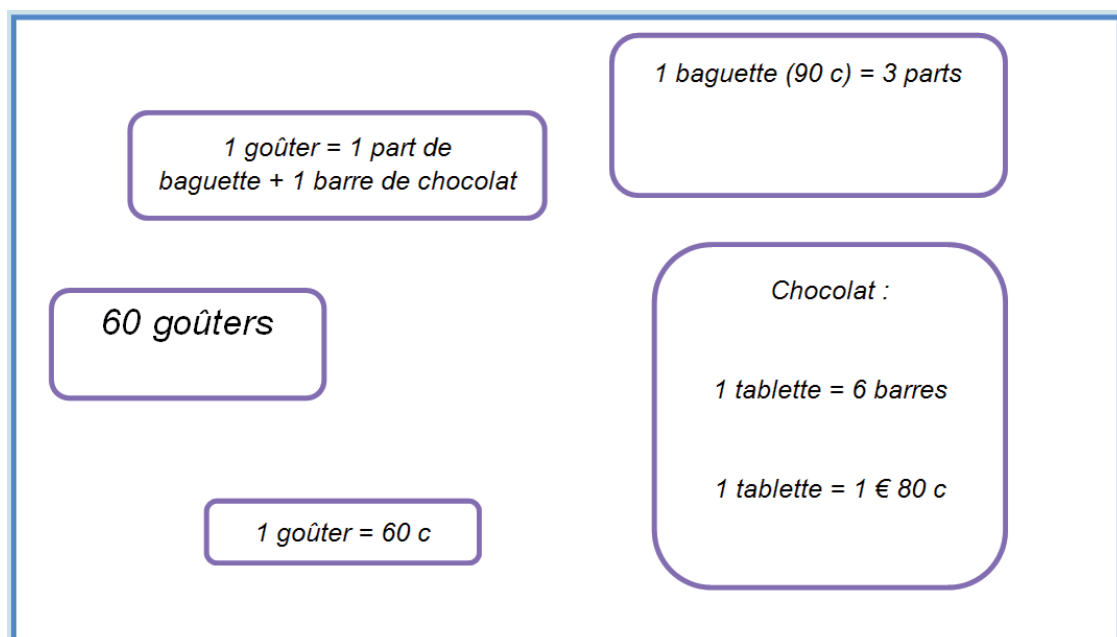 1 baguette (90 c) = 3 parts
1 goûter = 1 part de
baguette + 1 barre de chocolat
60 goûters
Chocolat :
1 tablette = 6 barres
1 tablette = 1 € 80 c
1 goûter = 60 c